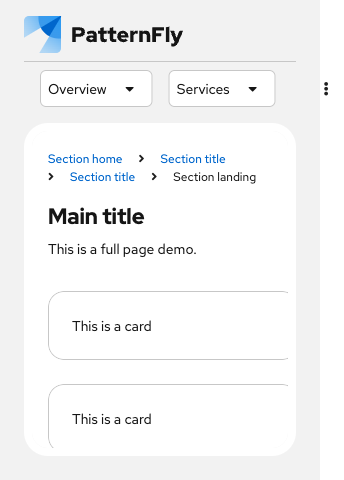 PatternFly
Overview
Services
Section home
Section title
Section title
Section landing
Main title
This is a full page demo.
This is a card
This is a card